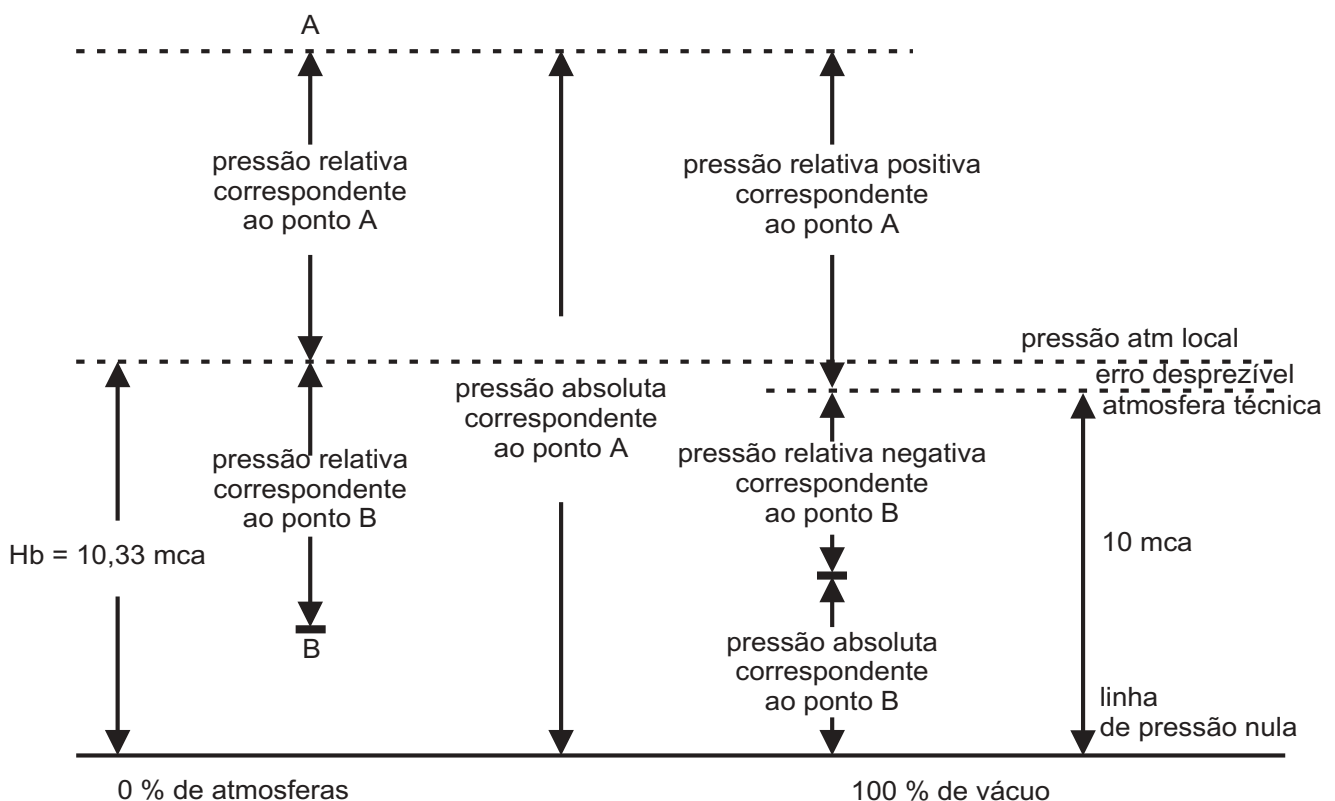 A
pressão relativa
correspondente
ao ponto A
pressão relativa positiva
correspondente
ao ponto A
pressão atm local
erro desprezível
atmosfera técnica
pressão absoluta
correspondente
ao ponto A
pressão relativa
correspondente
ao ponto B
pressão relativa negativa
correspondente
ao ponto B
Hb = 10,33 mca
10 mca
B
pressão absoluta
correspondente
ao ponto B
linha
de pressão nula
0 % de atmosferas
100 % de vácuo